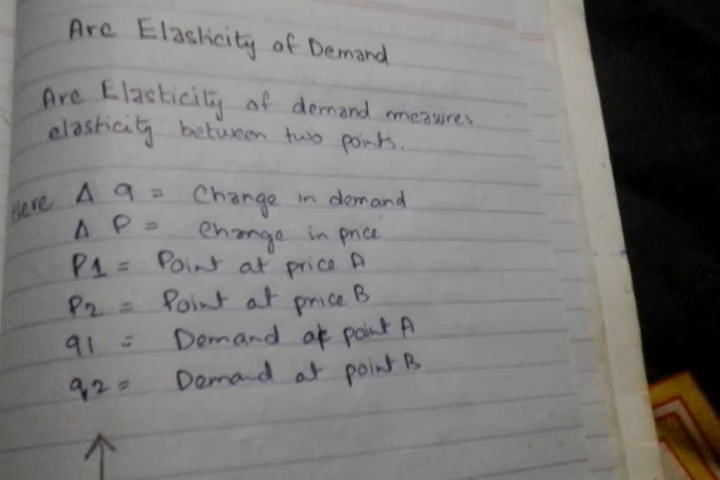 Arc Elasticity of Demand
Arc Elasticity of demand measures
elasticity between two points.
Here Δ q = Change in demand
Δ P = change in price
P1 = Point at price A
P2 = Point at price B
q1 = Demand at point A
q2 = Demand at point B
↑